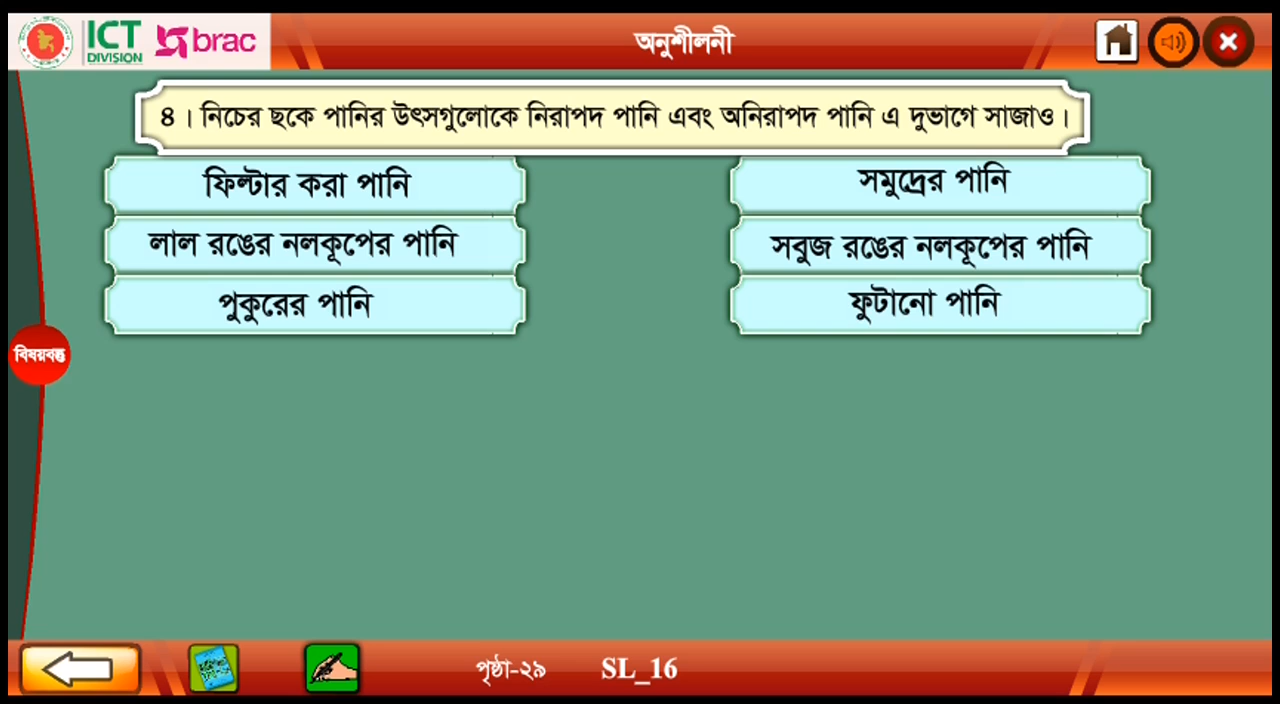 ICT
DIVISION
brac
অনুশীলনী
৪। নিচের ছকে পানির উৎসগুলোকে নিরাপদ পানি এবং অনিরাপদ পানি এ দুভাগে সাজাও।
ফিল্টার করা পানি
সমুদ্রের পানি
লাল রঙের নলকূপের পানি
সবুজ রঙের নলকূপের পানি
পুকুরের পানি
ফুটানো পানি
বিষয়বস্তু
পৃষ্ঠা-২৯
SL_16